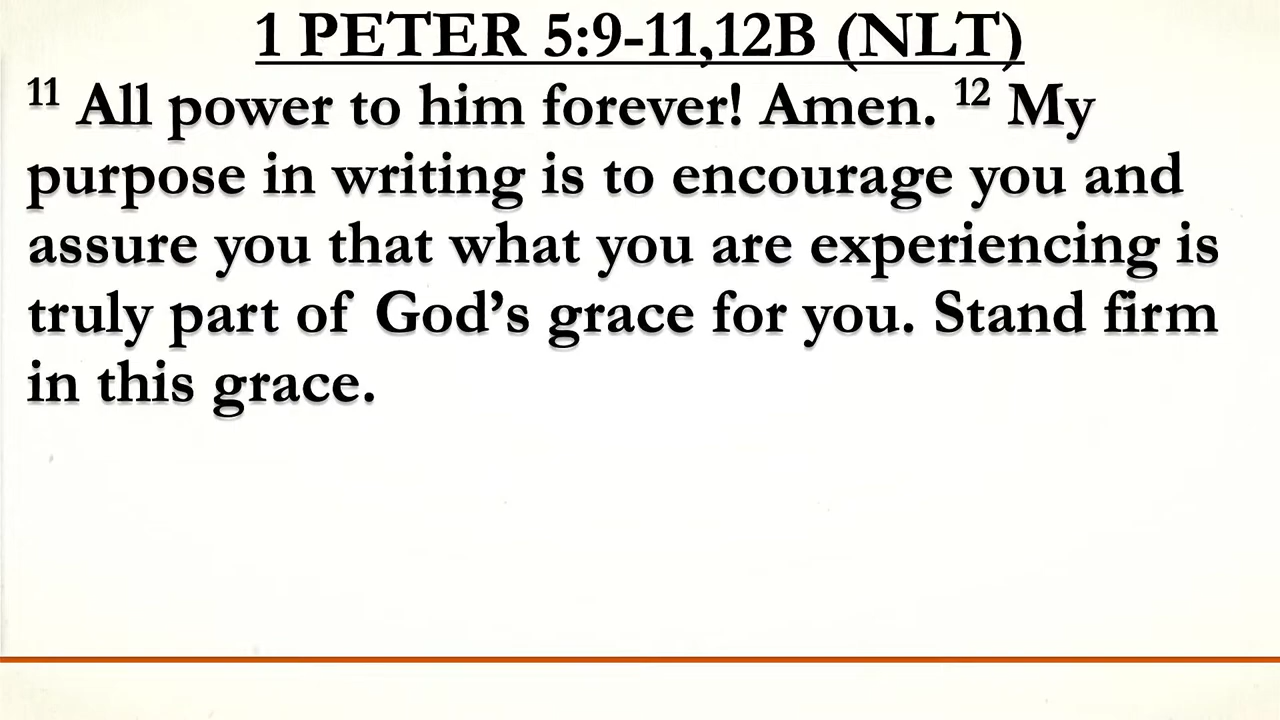 1 PETER 5:9-11,12B (NLT)
11 All power to him forever! Amen. 12 My
purpose in writing is to encourage you and
assure you that what you are experiencing is
truly part of God’s grace for you. Stand firm
in this grace.